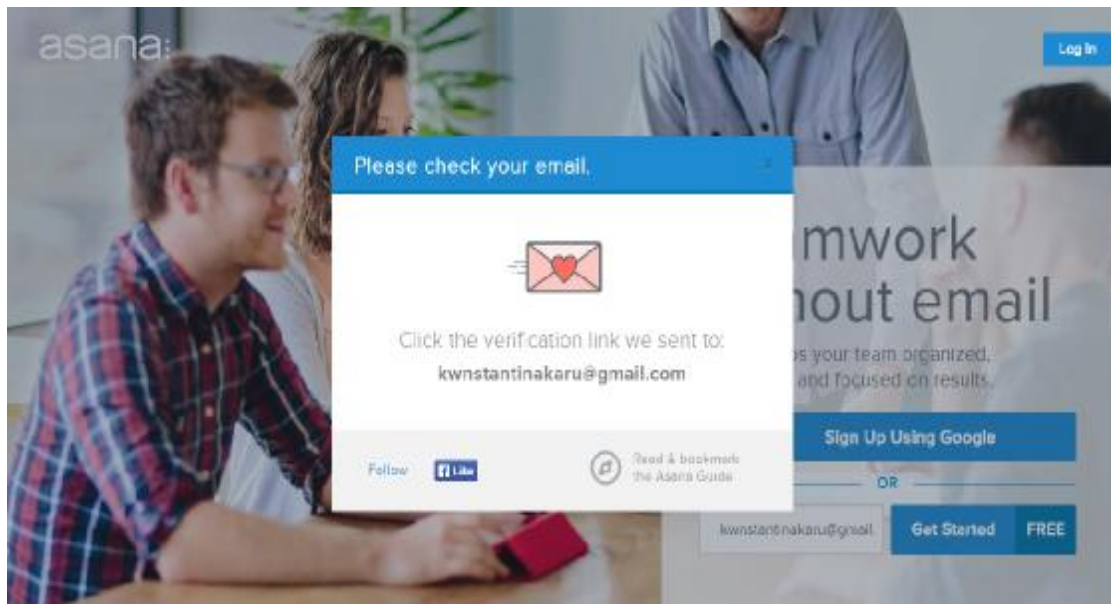 asana
Log In
Please check your email.
Click the verification link we sent to:
kwnstantinakaru@gmail.com
Follow
Like
Read & bookmark
the Asana Guide
mwork
out email
your team organized,
and focused on results.
Sign Up Using Google
OR
kwnstantinakaru@gmail.
Get Started
FREE